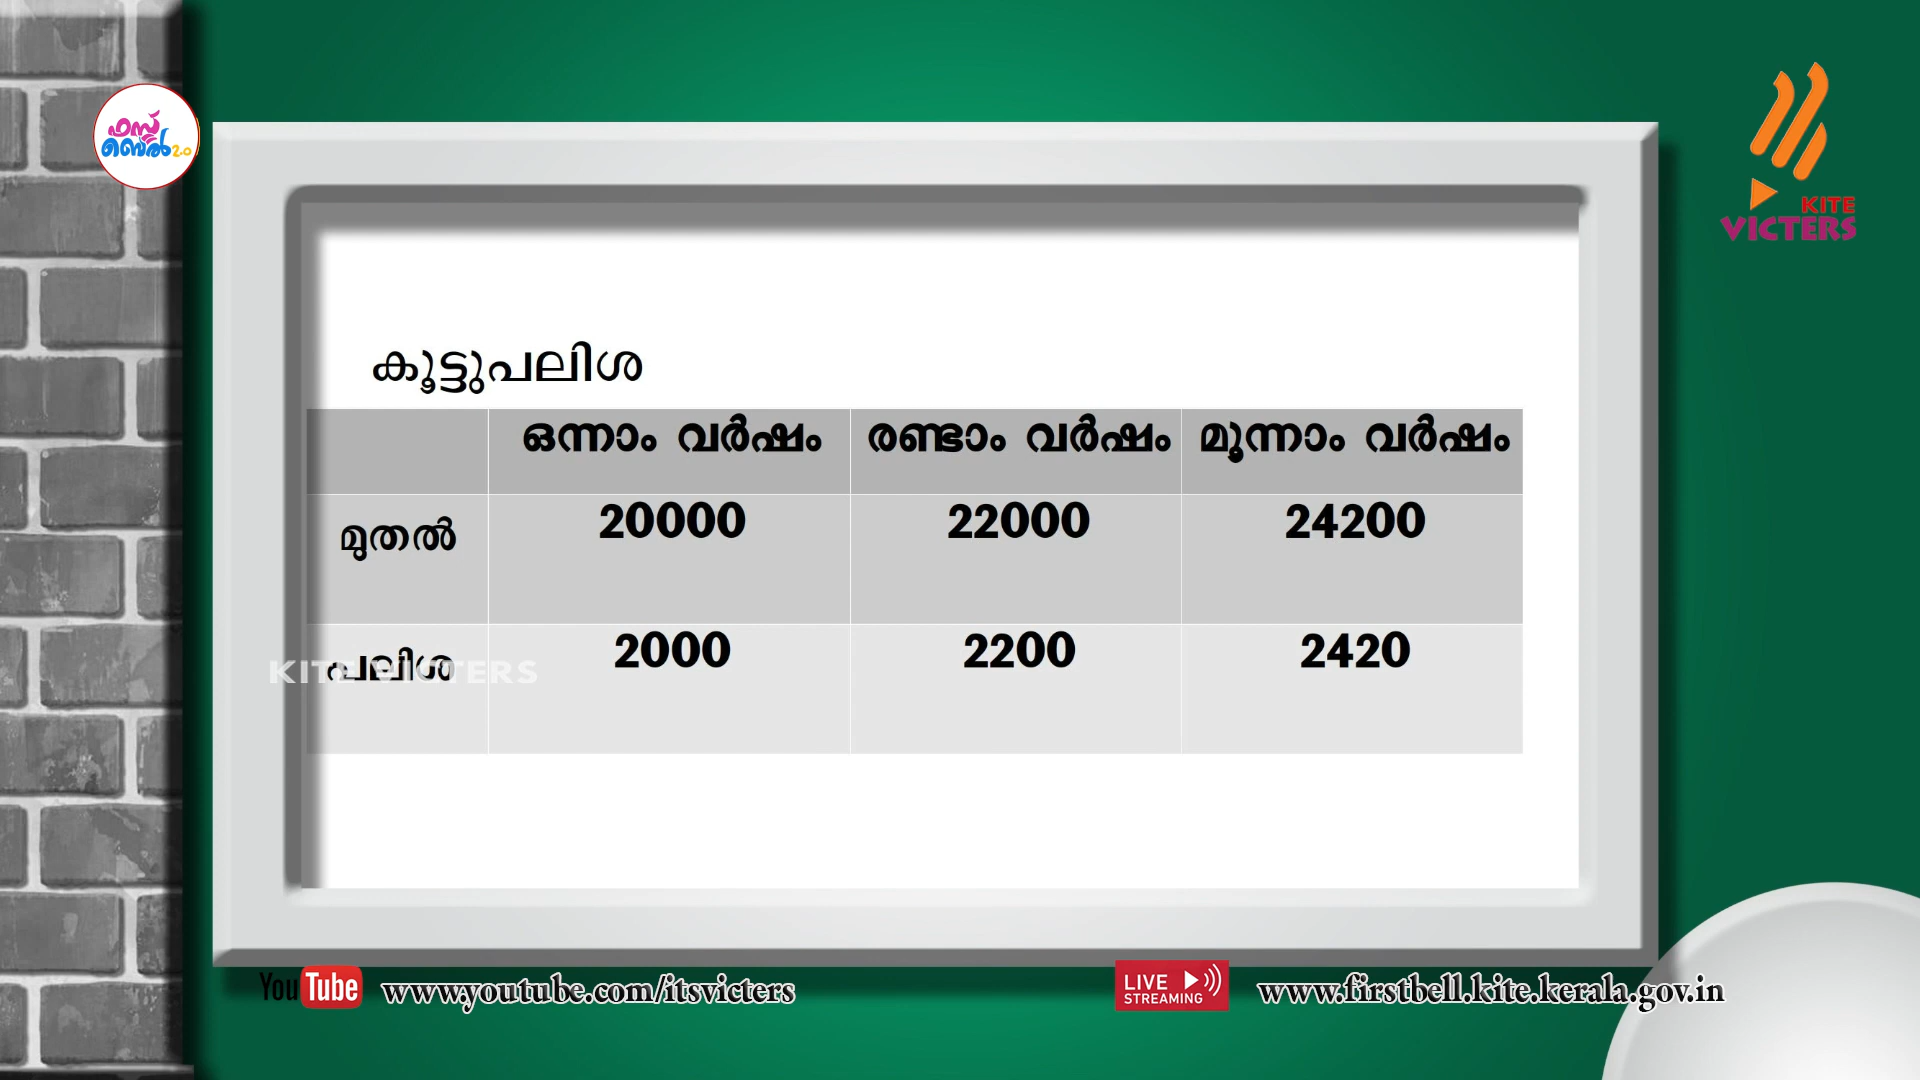 ഫസ്റ്റ്
ബെൽ 2.0
KITE
VICTERS
കൂട്ടുപലിശ
ഒന്നാം വർഷം രണ്ടാം വർഷം മൂന്നാം വർഷം
മുതൽ 20000 22000 24200
പലിശ 2000 2200 2420
KITE VICTERS
YouTube www.youtube.com/itsvicters
LIVE STREAMING www.firstbell.kite.kerala.gov.in